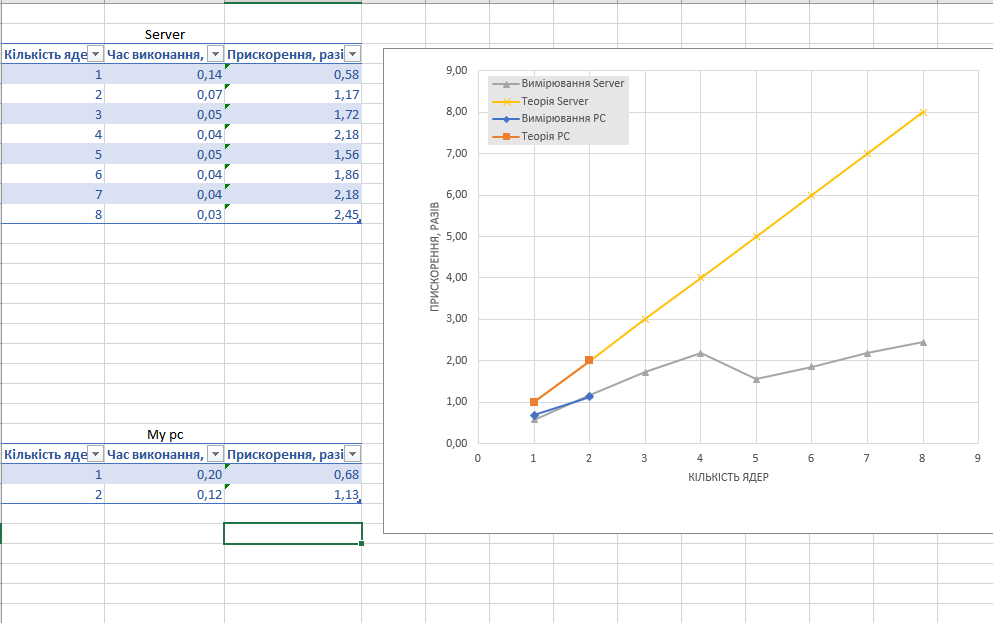 Server
Кількість яде Час виконання, Прискорення, разі
1 0,14 0,58
2 0,07 1,17
3 0,05 1,72
4 0,04 2,18
5 0,05 1,56
6 0,04 1,86
7 0,04 2,18
8 0,03 2,45
My pc
Кількість яде Час виконання, Прискорення, разі
1 0,20 0,68
2 0,12 1,13
Вимірювання Server
Теорія Server
Вимірювання PC
Теорія PC
ПРИСКОРЕННЯ, РАЗІВ
9,00
8,00
7,00
6,00
5,00
4,00
3,00
2,00
1,00
0,00
0 1 2 3 4 5 6 7 8 9
КІЛЬКІСТЬ ЯДЕР